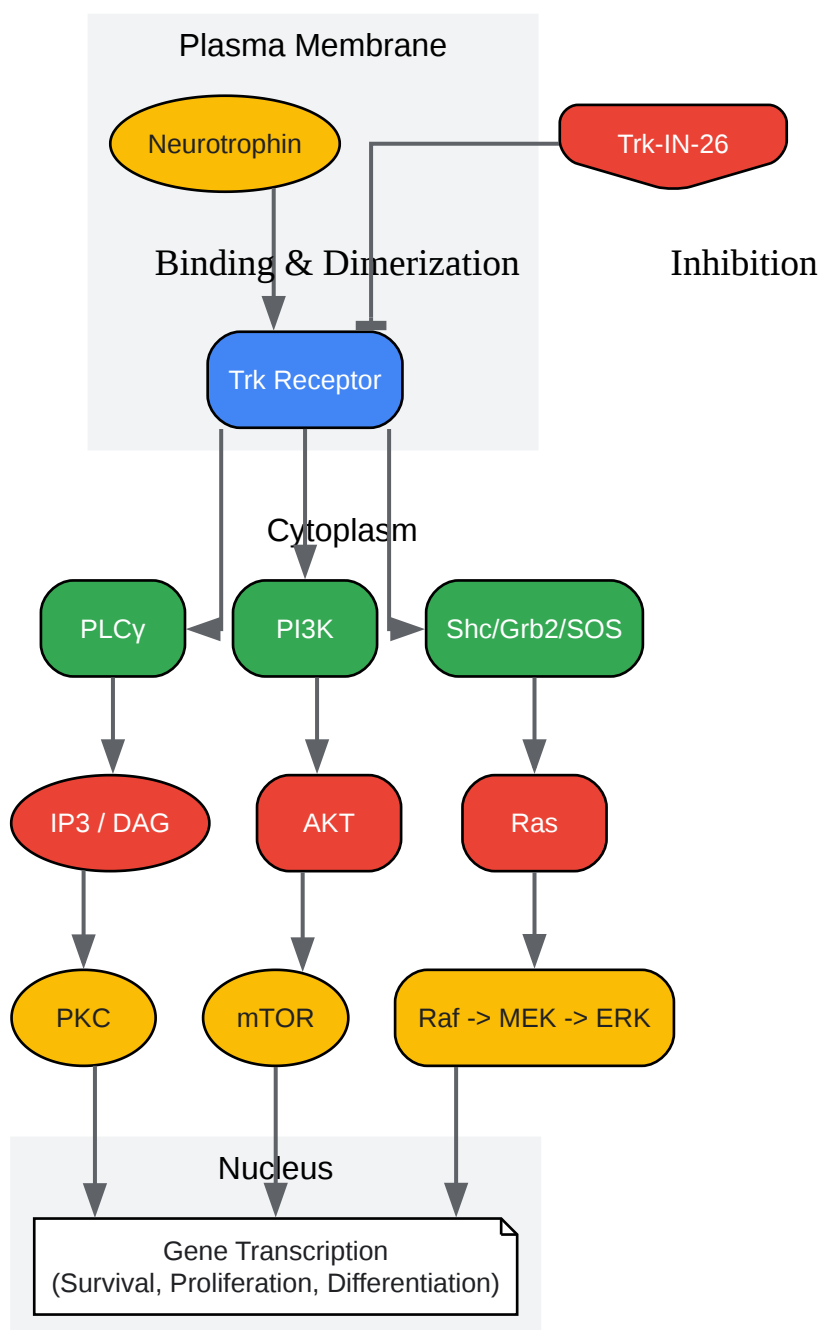 Plasma Membrane
Neurotrophin
Trk-IN-26
Binding & Dimerization
Inhibition
Trk Receptor
Cytoplasm
PLCγ
PI3K
Shc/Grb2/SOS
IP3 / DAG
AKT
Ras
PKC
mTOR
Raf -> MEK -> ERK
Nucleus
Gene Transcription
(Survival, Proliferation, Differentiation)